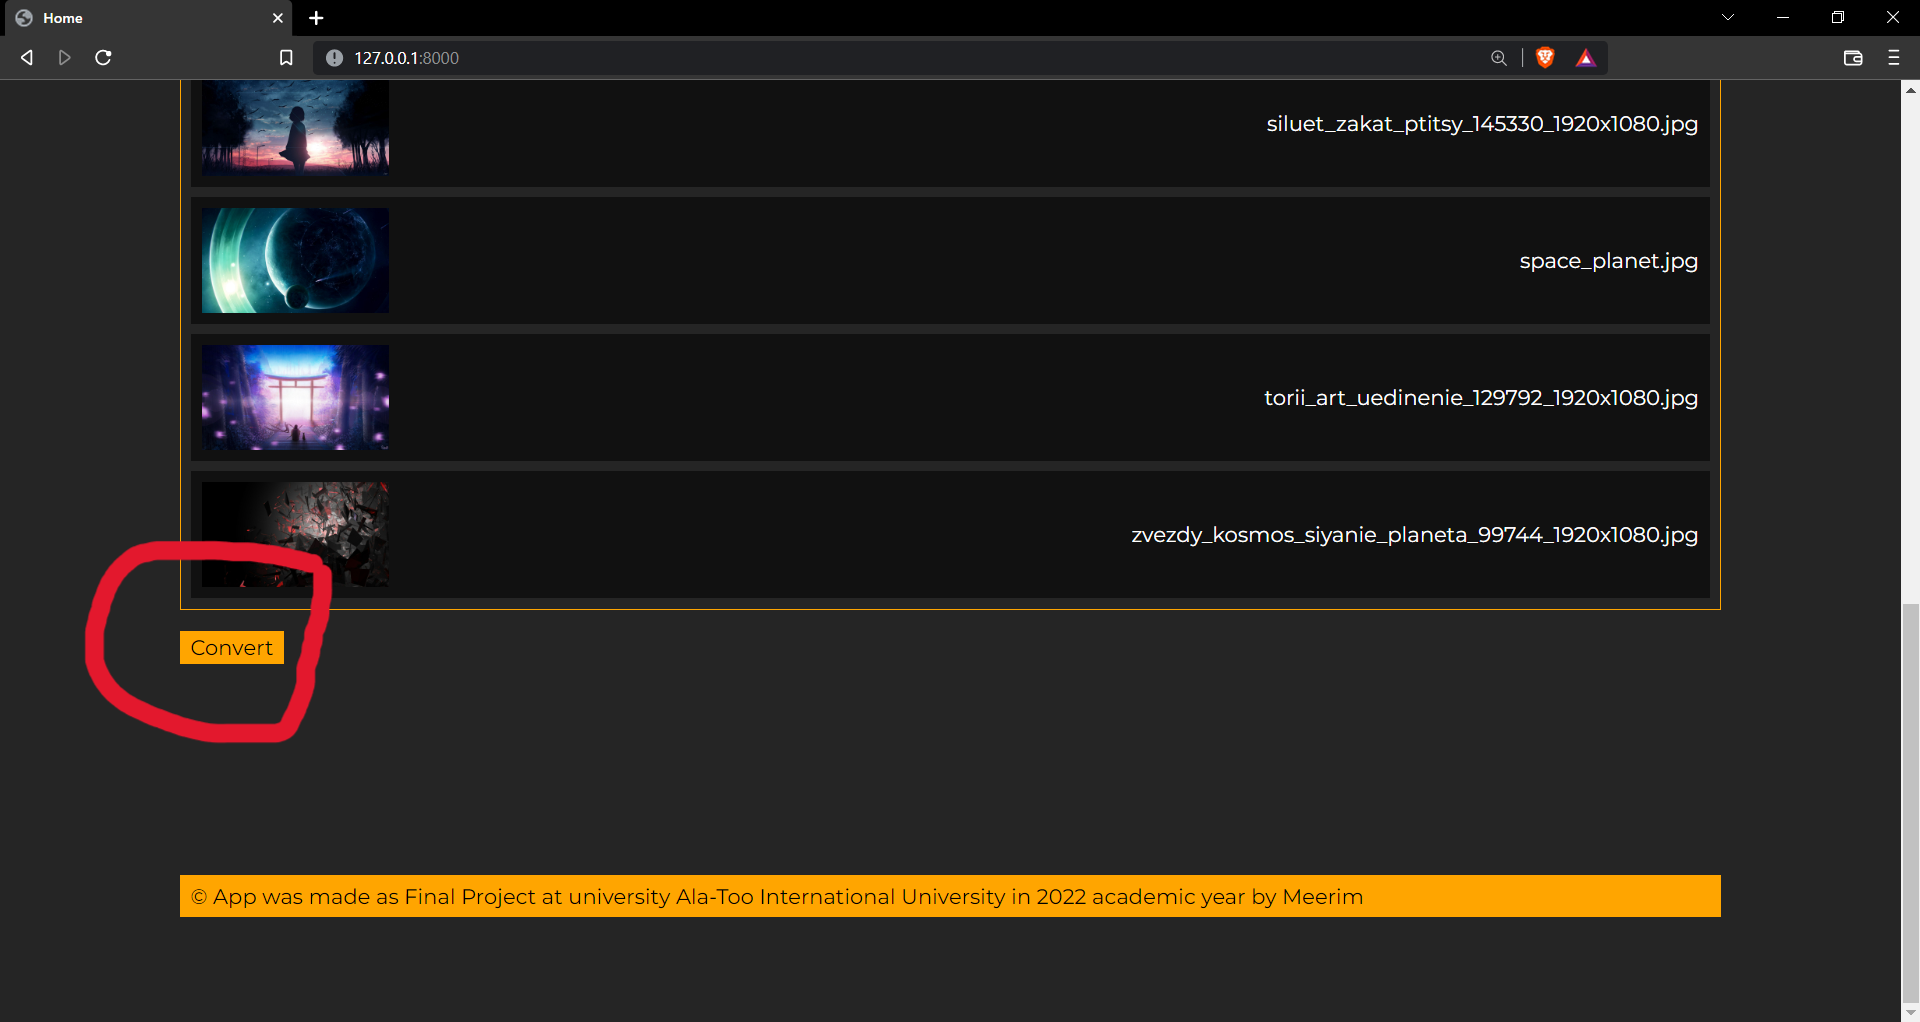 Home
127.0.0.1:8000
siluet_zakat_ptitsy_145330_1920x1080.jpg
space_planet.jpg
torii_art_uedinenie_129792_1920x1080.jpg
zvezdy_kosmos_siyanie_planeta_99744_1920x1080.jpg
Convert
© App was made as Final Project at university Ala-Too International University in 2022 academic year by Meerim